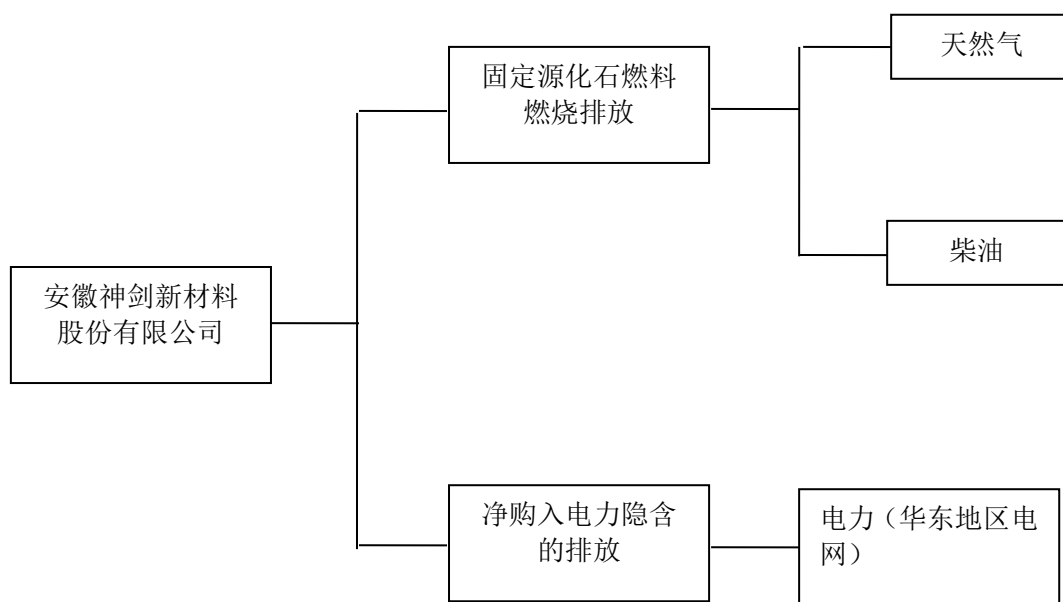 天然气
固定源化石燃料
燃烧排放
柴油
安徽神剑新材料
股份有限公司
净购入电力隐含
的排放
电力（华东地区电
网）